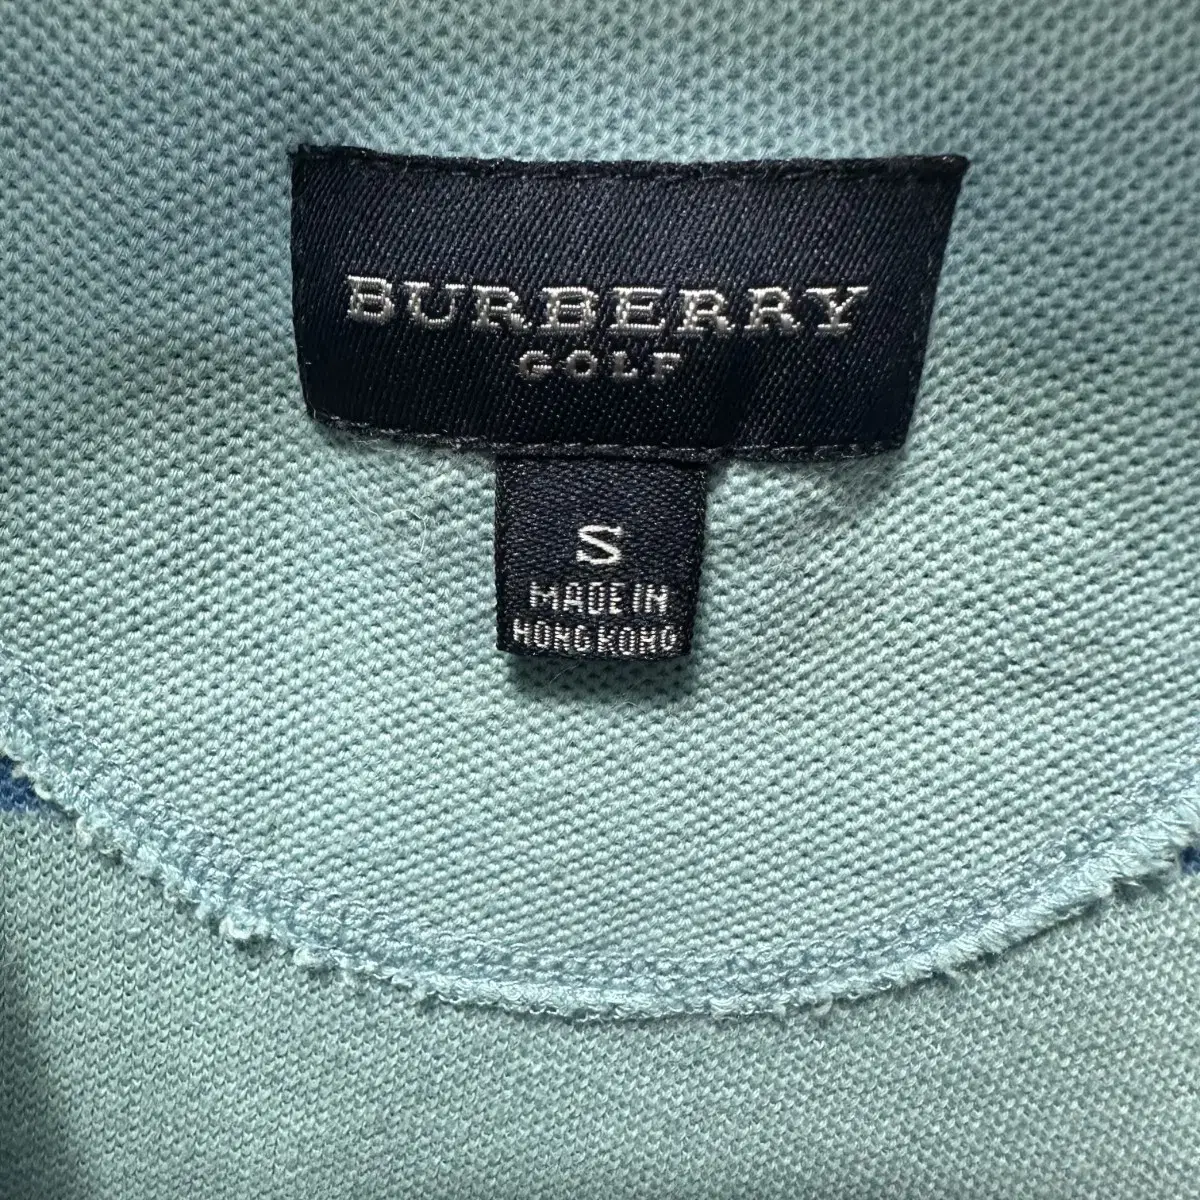 BURBERRY
GOLF
S
MADE IN
HONG KONG